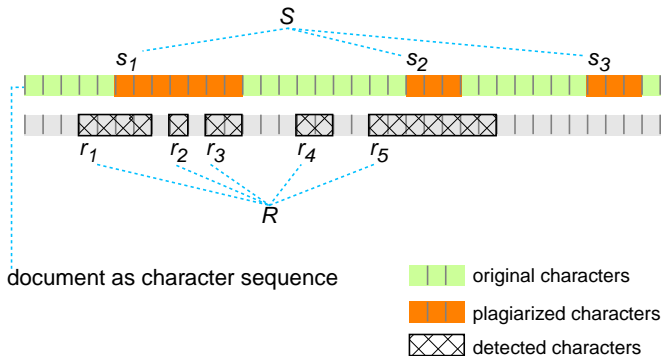 S
s1 s2 s3
r1 r2 r3 r4 r5
R
document as character sequence
original characters
plagiarized characters
detected characters